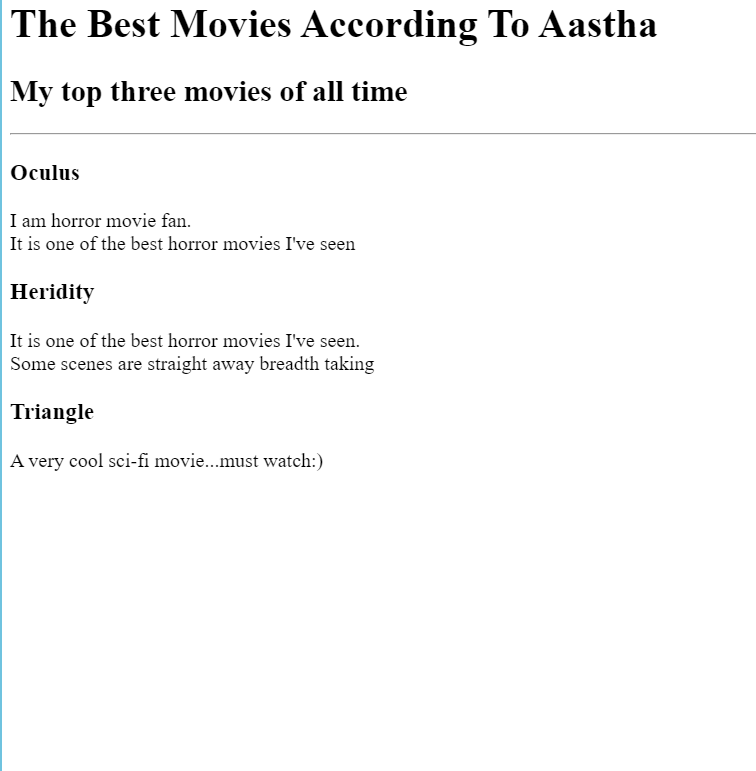 The Best Movies According To Aastha
My top three movies of all time
Oculus
I am horror movie fan.
It is one of the best horror movies I've seen
Heridity
It is one of the best horror movies I've seen.
Some scenes are straight away breadth taking
Triangle
A very cool sci-fi movie...must watch:)